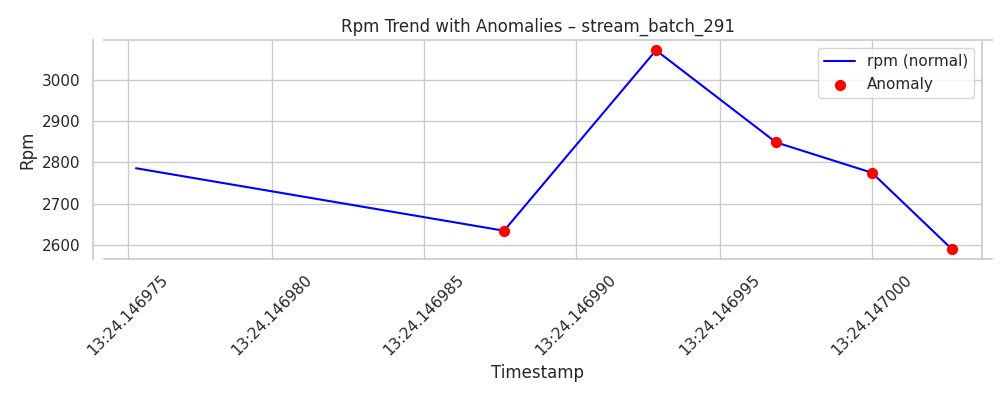 Rpm Trend with Anomalies – stream_batch_291
rpm (normal)
Anomaly
Rpm
3000
2900
2800
2700
2600
13:24.146975
13:24.146980
13:24.146985
13:24.146990
13:24.146995
13:24.147000
Timestamp